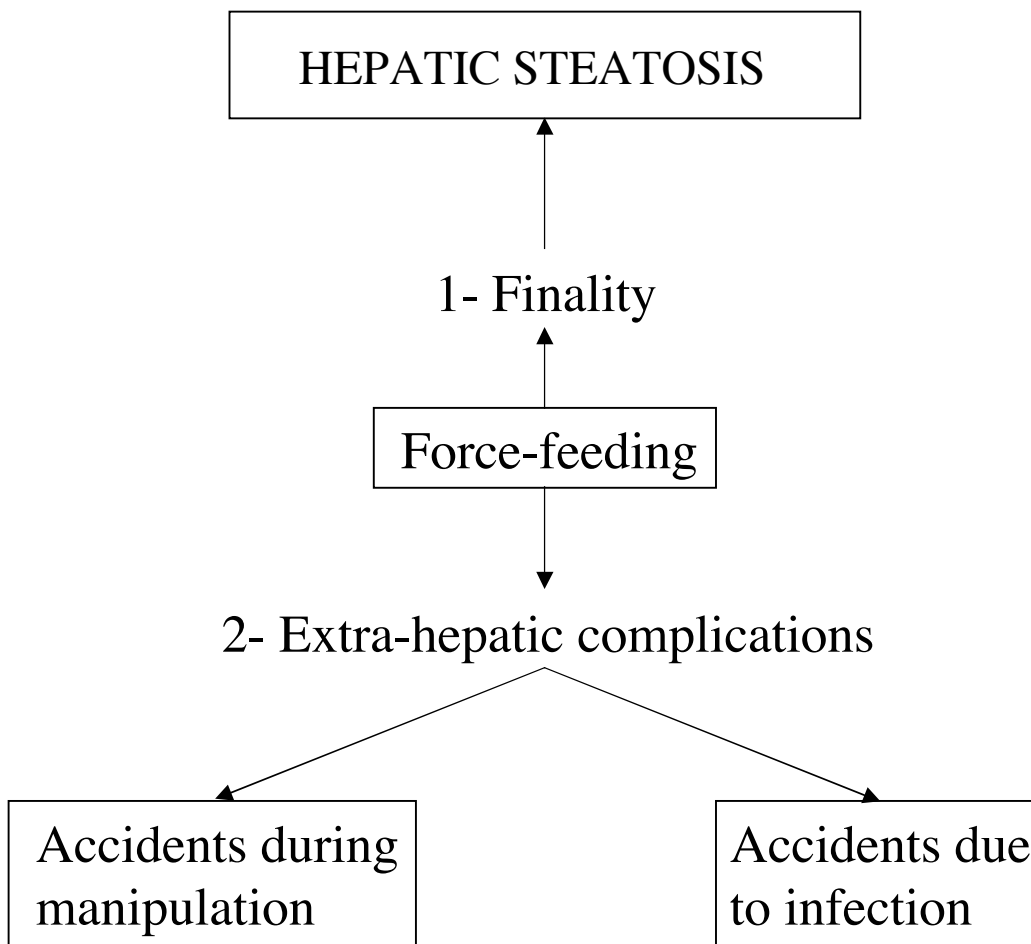 HEPATIC STEATOSIS
1- Finality
Force-feeding
2- Extra-hepatic complications
Accidents during
manipulation
Accidents due
to infection